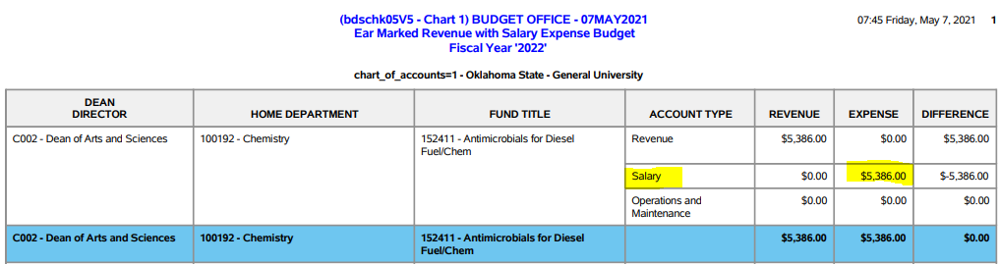 (bdschk05V5 - Chart 1) BUDGET OFFICE - 07MAY2021
07:45 Friday, May 7, 2021 1
Ear Marked Revenue with Salary Expense Budget
Fiscal Year '2022'
chart_of_accounts=1 - Oklahoma State - General University
DEAN
DIRECTOR HOME DEPARTMENT FUND TITLE ACCOUNT TYPE REVENUE EXPENSE DIFFERENCE
C002 - Dean of Arts and Sciences 100192 - Chemistry 152411 - Antimicrobials for Diesel Revenue $5,386.00 $0.00 $5,386.00
Fuel/Chem
Salary $0.00 $5,386.00 $-5,386.00
Operations and $0.00 $0.00 $0.00
Maintenance
C002 - Dean of Arts and Sciences 100192 - Chemistry 152411 - Antimicrobials for Diesel $5,386.00 $5,386.00 $0.00
Fuel/Chem